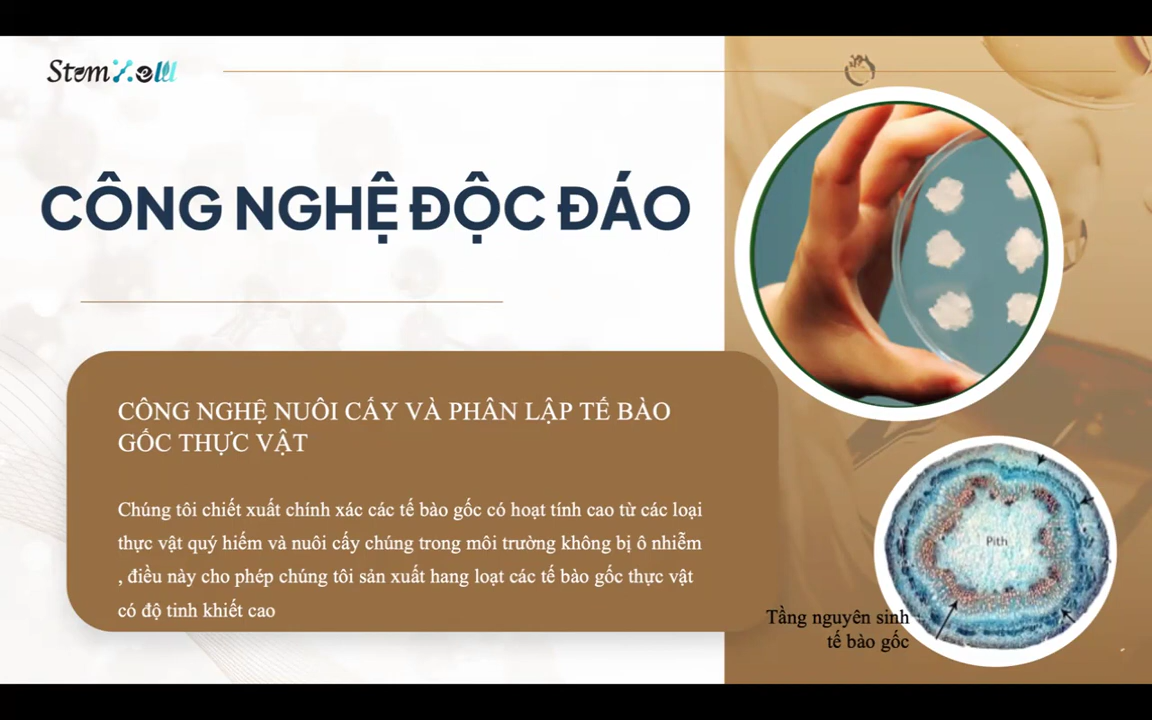 StemXell
CÔNG NGHỆ ĐỘC ĐÁO
CÔNG NGHỆ NUÔI CẤY VÀ PHÂN LẬP TẾ BÀO
GỐC THỰC VẬT
Chúng tôi chiết xuất chính xác các tế bào gốc có hoạt tính cao từ các loại
thực vật quý hiếm và nuôi cấy chúng trong môi trường không bị ô nhiễm
, điều này cho phép chúng tôi sản xuất hang loạt các tế bào gốc thực vật
có độ tinh khiết cao
Pith
Tầng nguyên sinh
tế bào gốc